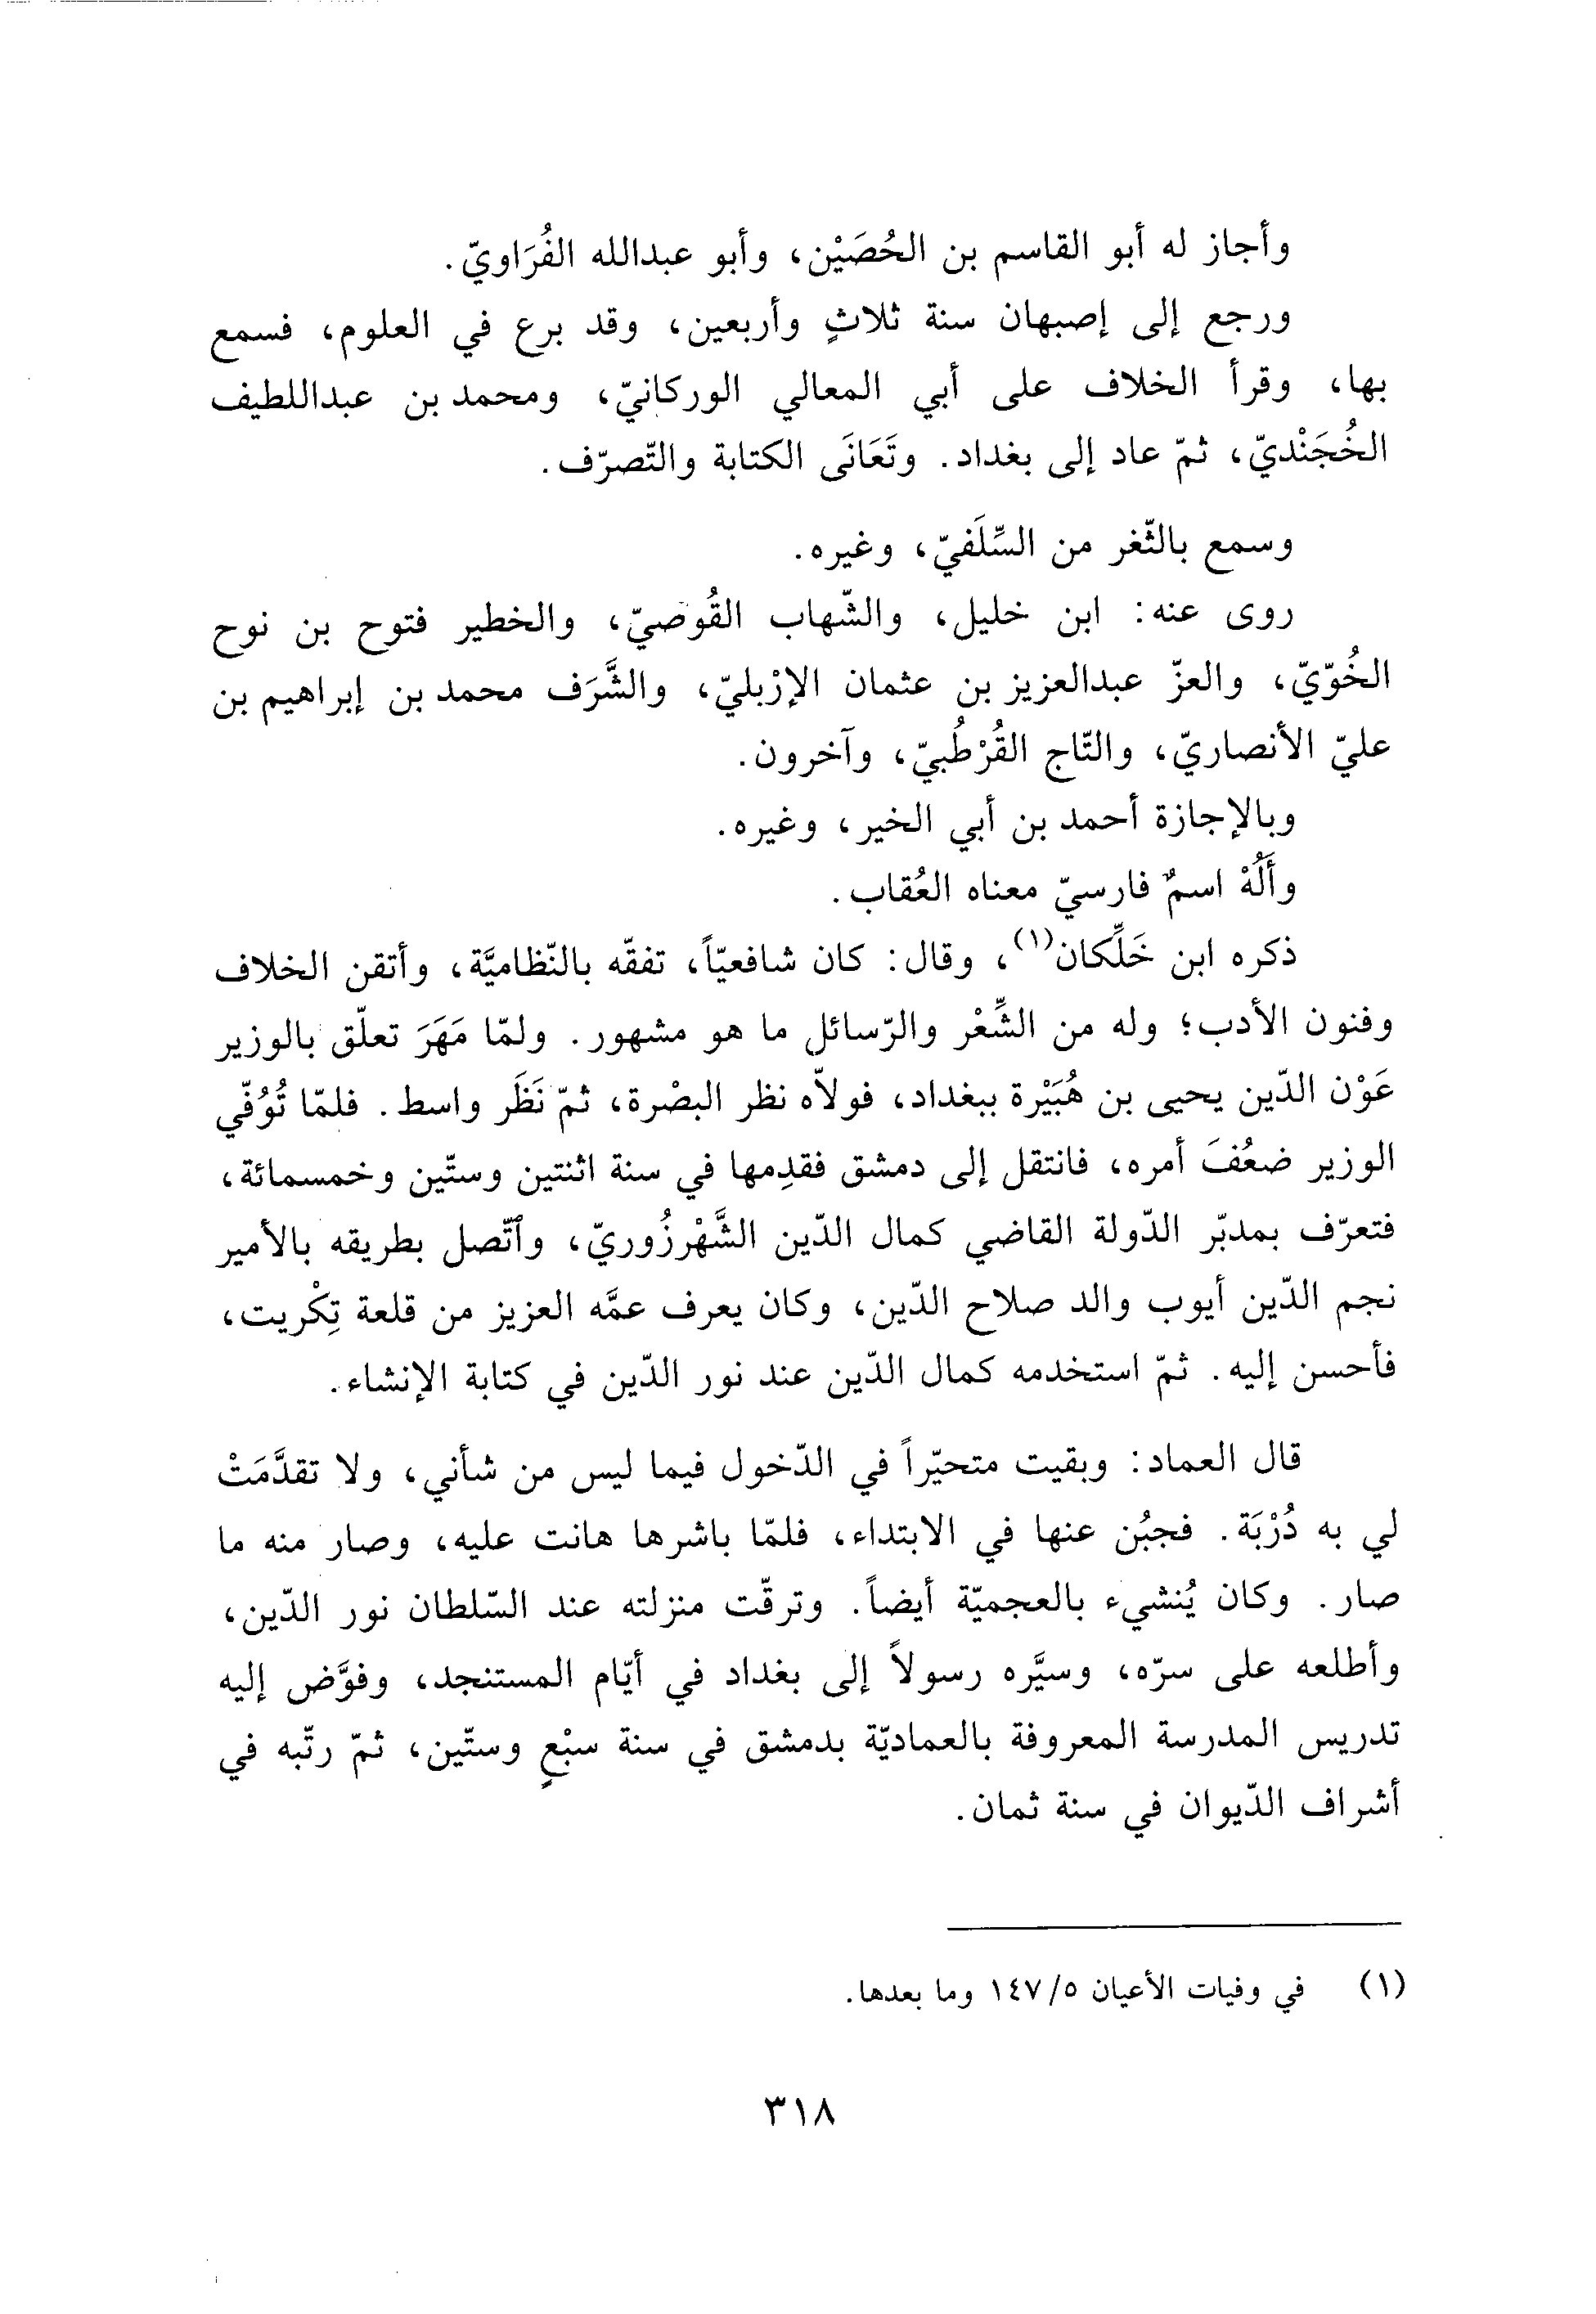 وأجاز له أبو القاسم بن الحُصَيْن، وأبو عبدالله الفُرَاويّ.
ورجع إلى إصبهان سنة ثلاثٍ وأربعين، وقد برع في العلوم، فسمع
بها، وقرأ الخلاف على أبي المعالي الوركانيّ، ومحمد بن عبداللطيف
الخُجَنْديّ، ثمّ عاد إلى بغداد. وتَعَانَى الكتابة والتّصرّف.
وسمع بالثّغر من السِّلَفيّ، وغيره.
روى عنه: ابن خليل، والشّهاب القُوصيّ، والخطير فتوح بن نوح
الخُوّيّ، والعزّ عبدالعزيز بن عثمان الإرْبليّ، والشَّرَف محمد بن إبراهيم بن
عليّ الأنصاريّ، والتّاج القُرْطُبيّ، وآخرون.
وبالإجازة أحمد بن أبي الخير، وغيره.
وأَلُهْ اسمٌ فارسيّ معناه العُقاب.
ذكره ابن خَلِّكان(١)، وقال: كان شافعيّاً، تفقّه بالنّظاميَّة، وأتقن الخلاف
وفنون الأدب؛ وله من الشِّعْر والرّسائل ما هو مشهور. ولمّا مَهَرَ تعلّق بالوزير
عَوْن الدّين يحيى بن هُبَيْرة ببغداد، فولاّه نظر البصْرة، ثمّ نَظَر واسط. فلمّا تُوُفّي
الوزير ضعُفَ أمره، فانتقل إلى دمشق فقدِمها في سنة اثنتين وستّين وخمسمائة،
فتعرّف بمدبّر الدّولة القاضي كمال الدّين الشَّهْرزُوريّ، وٱتّصل بطريقه بالأمير
نجم الدّين أيوب والد صلاح الدّين، وكان يعرف عمَّه العزيز من قلعة تِكْريت،
فأحسن إليه. ثمّ استخدمه كمال الدّين عند نور الدّين في كتابة الإنشاء.
قال العماد: وبقيت متحيّراً في الدّخول فيما ليس من شأني، ولا تقدَّمَتْ
لي به دُرْبَة. فجبُن عنها في الابتداء، فلمّا باشرها هانت عليه، وصار منه ما
صار. وكان يُنشيء بالعجميّة أيضاً. وترقّت منزلته عند السّلطان نور الدّين،
وأطلعه على سرّه، وسيَّره رسولاً إلى بغداد في أيّام المستنجد، وفوَّض إليه
تدريس المدرسة المعروفة بالعماديّة بدمشق في سنة سبْعٍ وستّين، ثمّ رتّبه في
أشراف الدّيوان في سنة ثمان.
(١) في وفيات الأعيان ١٤٧/٥ وما بعدها.
٣١٨